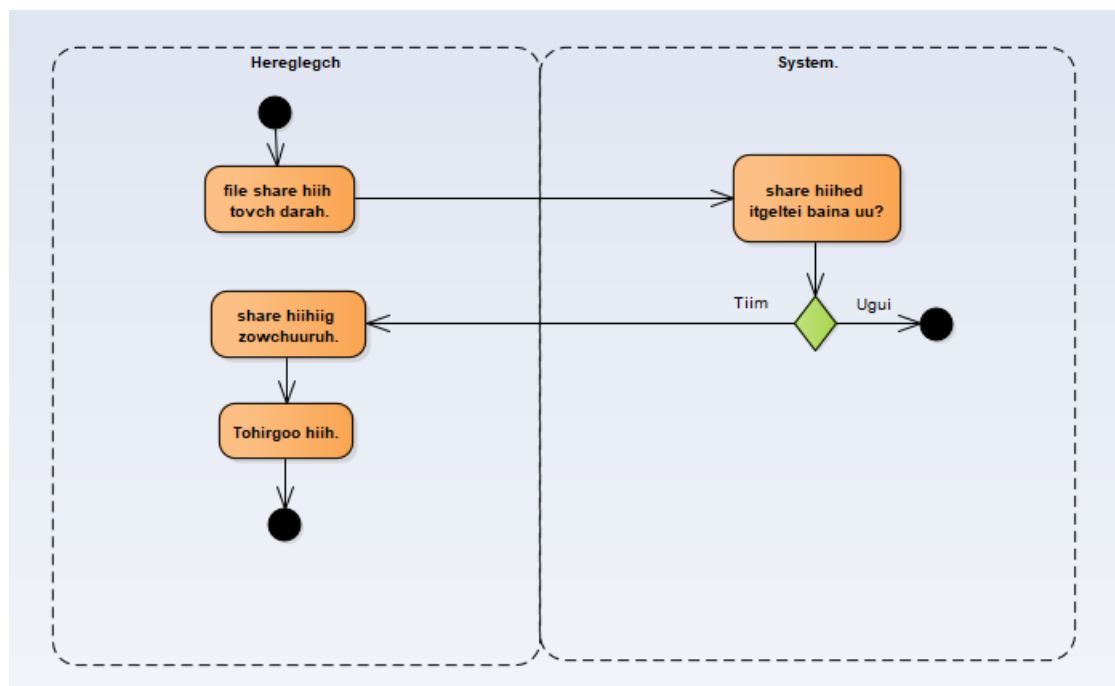 Hereglegch
System.
file share hiih
tovch darah.
share hiihed
itgeltei baina uu?
Tiim
Ugui
share hiihiig
zowchuuruh.
Tohirgoo hiih.